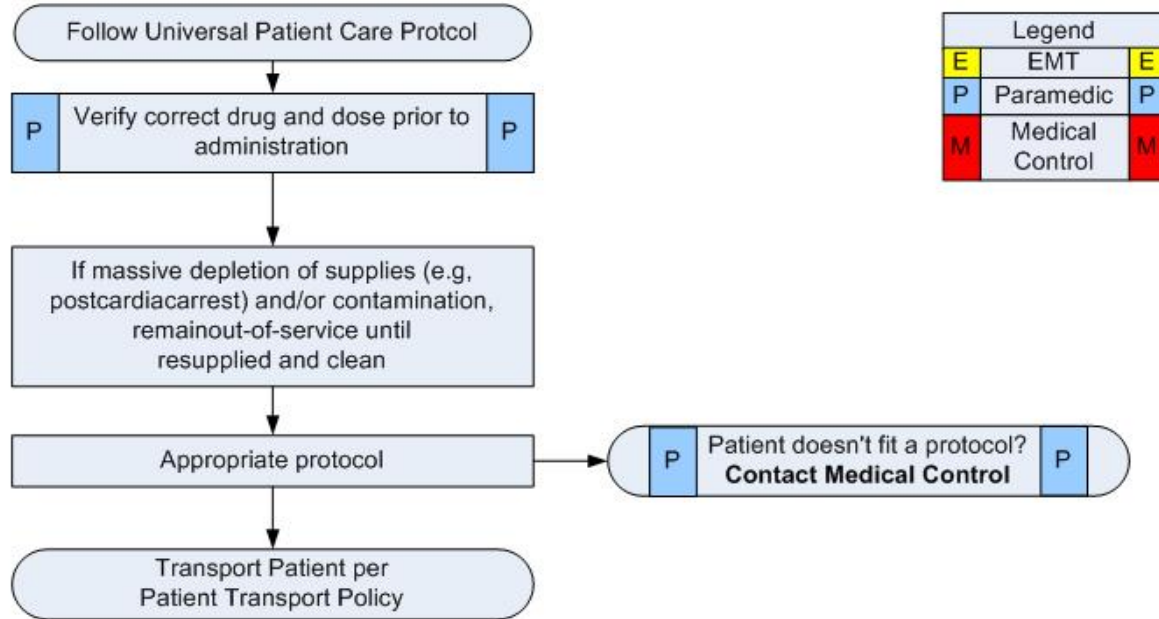 Follow Universal Patient Care Protcol
Legend
E EMT E
P Paramedic P
M Medical Control M
P Verify correct drug and dose prior to P
administration
If massive depletion of supplies (e.g,
postcardiacarrest) and/or contamination,
remainout-of-service until
resupplied and clean
Appropriate protocol
P Patient doesn't fit a protocol? P
Contact Medical Control
Transport Patient per
Patient Transport Policy